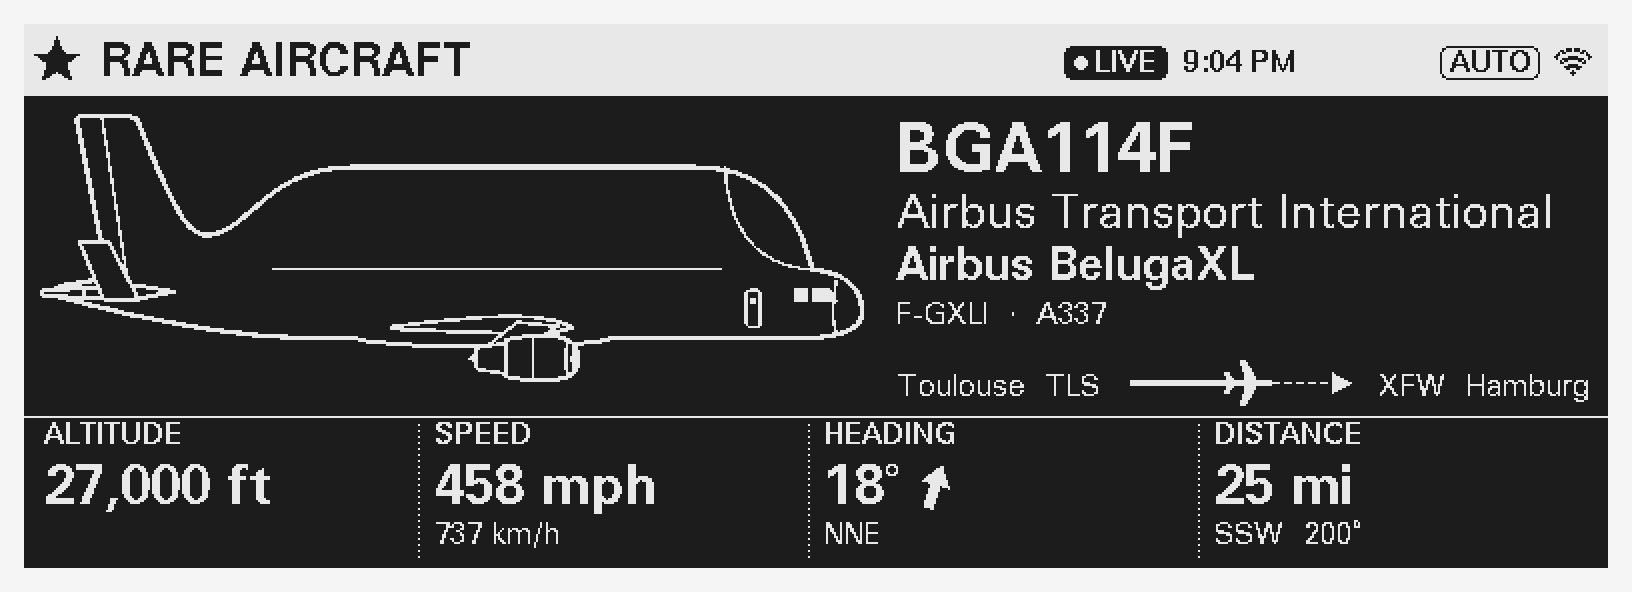 RARE AIRCRAFT
LIVE 9:04 PM AUTO
BGA114F
Airbus Transport International
Airbus BelugaXL
F-GXLI · A337
Toulouse TLS XFW Hamburg
ALTITUDE
27,000 ft
SPEED
458 mph
737 km/h
HEADING
18°
NNE
DISTANCE
25 mi
SSW 200°